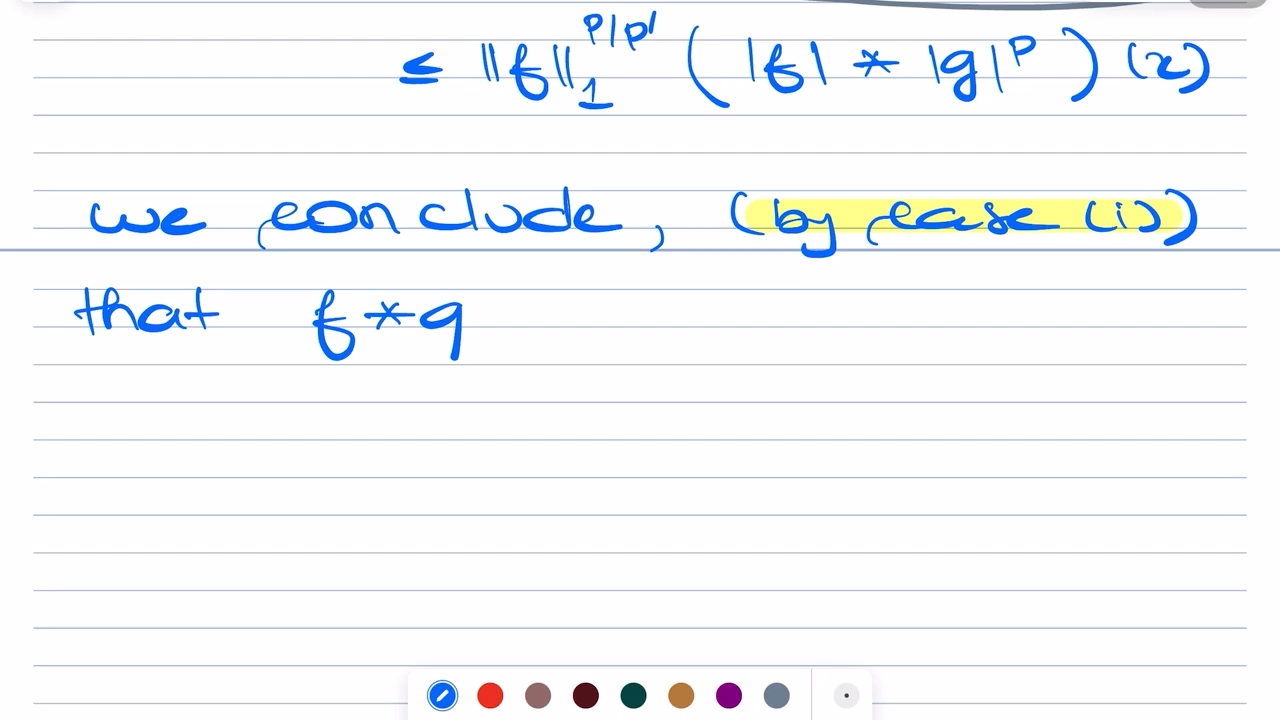 ≤ ‖f‖₁^{p/p'} ( |f| * |g|^p ) (x)
we conclude, (by case (i))
that f * g